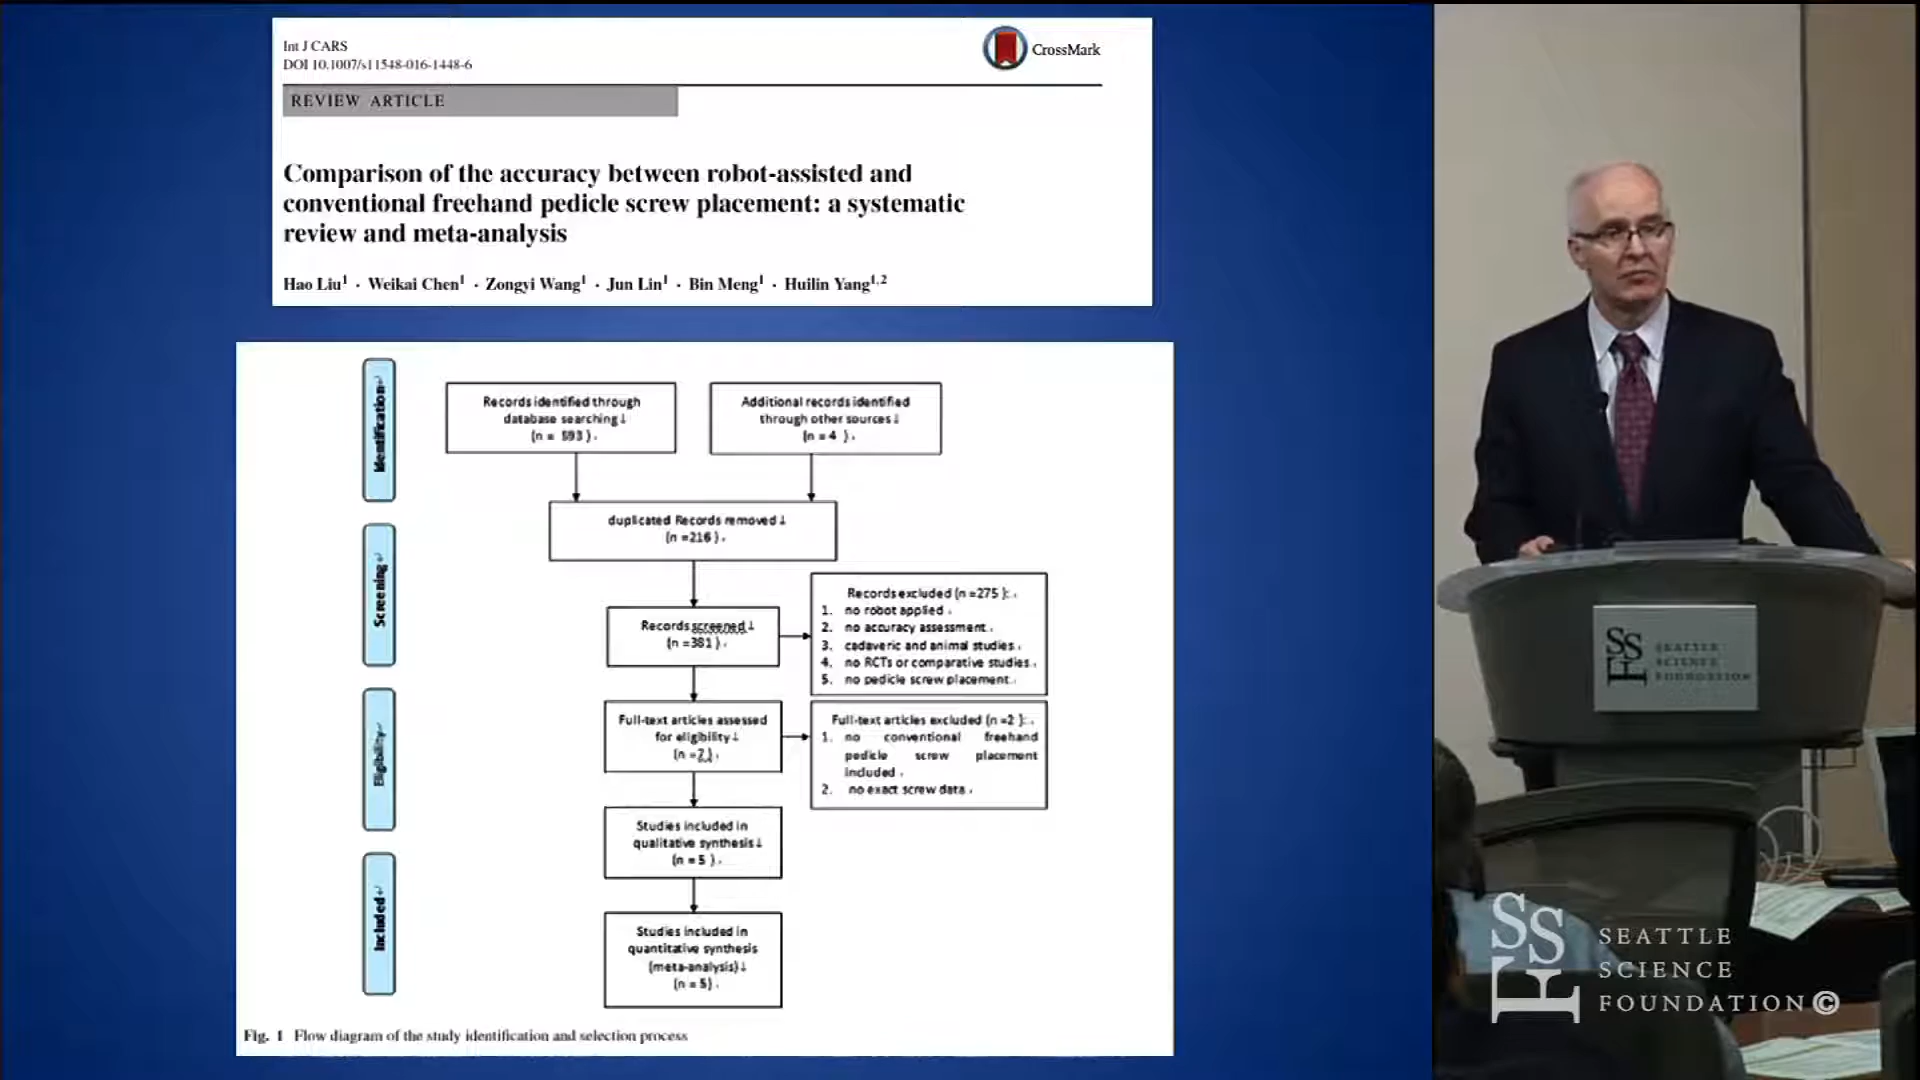 Int J CARS
DOI 10.1007/s11548-016-1448-6
CrossMark
REVIEW ARTICLE
Comparison of the accuracy between robot-assisted and
conventional freehand pedicle screw placement: a systematic
review and meta-analysis
Hao Liu1 · Weikai Chen1 · Zongyi Wang1 · Jun Lin1 · Bin Meng1 · Huilin Yang1,2
Identification
Records identified through
database searching↓
(n = 593)
Additional records identified
through other sources↓
(n = 4 )
duplicated Records removed↓
(n =216)
Screening
Records screened↓
(n =381)
Records excluded (n =275 ):
1. no robot applied
2. no accuracy assessment
3. cadaveric and animal studies
4. no RCTs or comparative studies
5. no pedicle screw placement
Eligibility
Full-text articles assessed
for eligibility↓
(n =7)
Full-text articles excluded (n =2 ):
1. no conventional freehand
pedicle screw placement
included
2. no exact screw data
Studies included in
qualitative synthesis↓
(n = 5 )
Included
Studies included in
quantitative synthesis
(meta-analysis)↓
(n = 5)
Fig. 1 Flow diagram of the study identification and selection process
SSF
SEATTLE
SCIENCE
FOUNDATION
SSF
SEATTLE
SCIENCE
FOUNDATION©